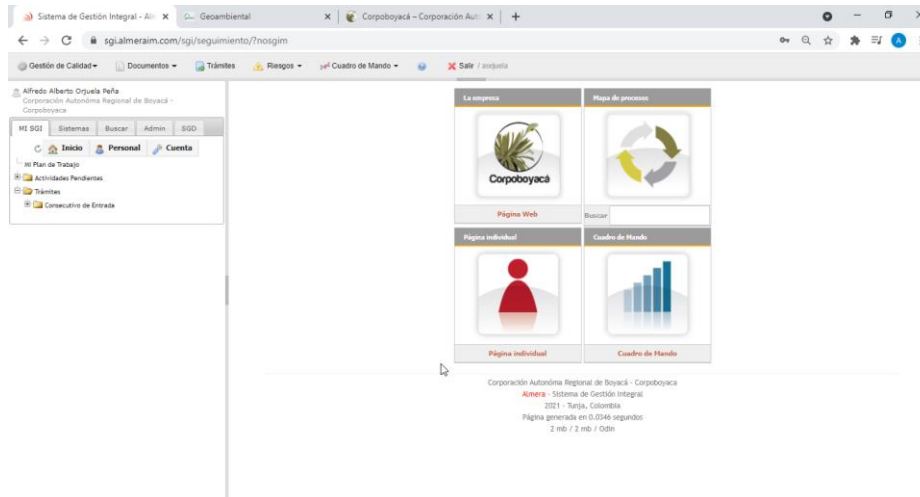 Sistema de Gestión Integral - Al
Geoambiental
Corpoboyacá – Corporación Aut
sgi.almeraim.com/sgi/seguimiento/?nosgim
A
Gestión de Calidad
Documentos
Trámites
Riesgos
Cuadro de Mando
Salir / aorjuela
Alfredo Alberto Orjuela Peña
Corporación Autonóma Regional de Boyacá -
Corpoboyaca
MI SGI
Sistemas
Buscar
Admin
SGD
Inicio
Personal
Cuenta
Mi Plan de Trabajo
Actividades Pendientes
Trámites
Consecutivo de Entrada
La empresa
Mapa de procesos
Corpoboyacá
Página Web
Buscar
Página individual
Cuadro de Mando
Página individual
Cuadro de Mando
Corporación Autonóma Regional de Boyacá - Corpoboyaca
Almera - Sistema de Gestión Integral
2021 - Tunja, Colombia
Página generada en 0.0346 segundos
2 mb / 2 mb / Odin